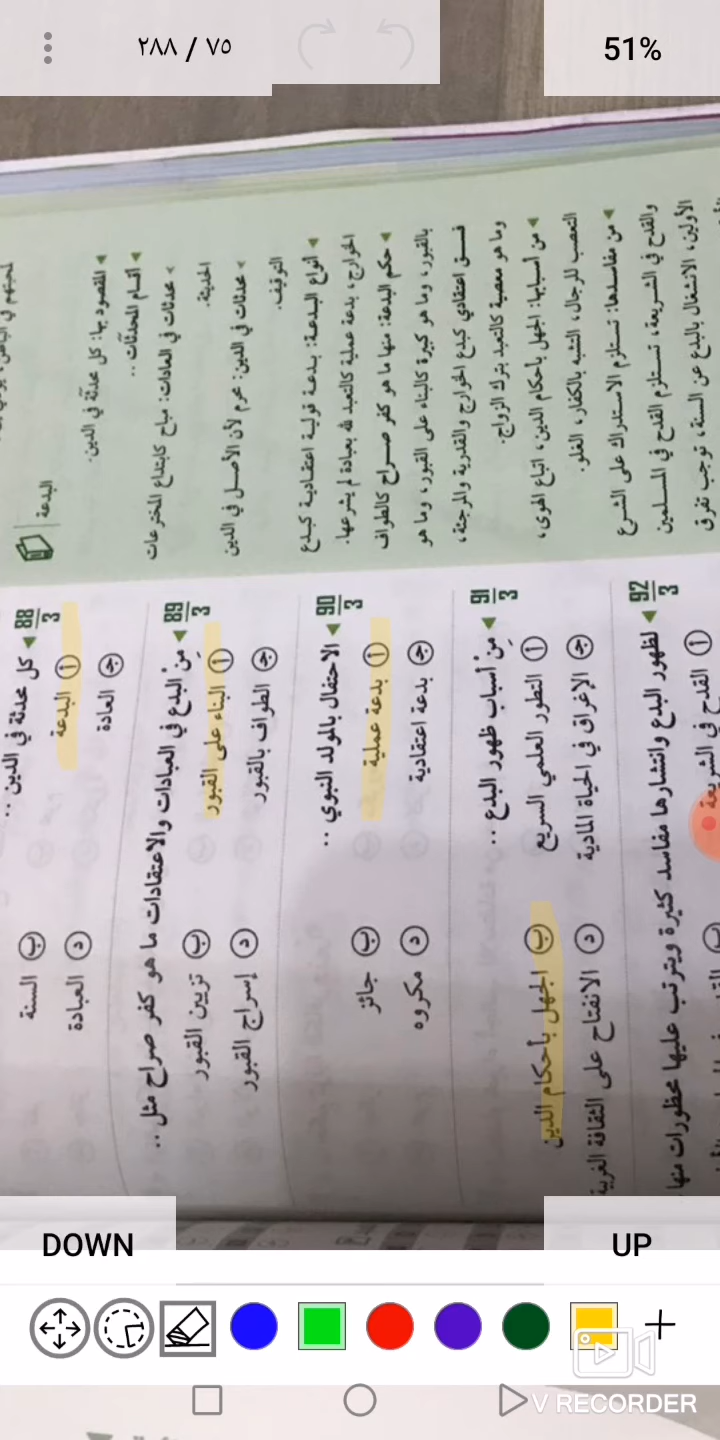 ٢٨٨ / ٧٥
51%
البدعة
المقصود بها: كل محدثة في الدين.
أقسام المحدثات ..
محدثات في العادات: مباح كابتداع المخترعات
الحديثة.
محدثات في الدين: محرم لأن الأصل في الدين
التوقيف.
أنواع البدعة: بدعة قولية اعتقادية كبدع
الخوارج، بدعة عملية كالتعبد لله بعبادة لم يشرعها.
حكم البدعة: منها ما هو كفر صراح كالطواف
بالقبور، وما هو كبيرة كالبناء على القبور، وما هو
فسق اعتقادي كبدع الخوارج والقدرية والمرجئة،
وما هو معصية كالتعبد بترك الزواج.
من أسبابها: الجهل بأحكام الدين، اتباع الهوى،
التعصب للرجال، التشبه بالكفار، الغلو.
من مفاسدها: تستلزم الاستدراك على الشرع
والقدح في الشريعة، تستلزم القدح في المسلمين
الأولين، الانشغال بالبدع عن السنة، توجب تفرق
88
3
كل محدثة في الدين ..
أ البدعة
ب السنة
ج العادة
د العبادة
89
3
من البدع في العبادات والاعتقادات ما هو كفر صراح مثل ..
أ البناء على القبور
ب تزيين القبور
ج الطواف بالقبور
د إسراج القبور
90
3
الاحتفال بالمولد النبوي ..
أ بدعة عملية
ب جائز
ج بدعة اعتقادية
د مكروه
91
3
من أسباب ظهور البدع ..
أ التطور العلمي السريع
ب الجهل بأحكام الدين
ج الإغراق في الحياة المادية
د الانفتاح على الثقافة الغربية
92
3
لظهور البدع وانتشارها مفاسد كثيرة ويترتب عليها محظورات منها
أ القدح في الشريعة
DOWN
UP
V RECORDER